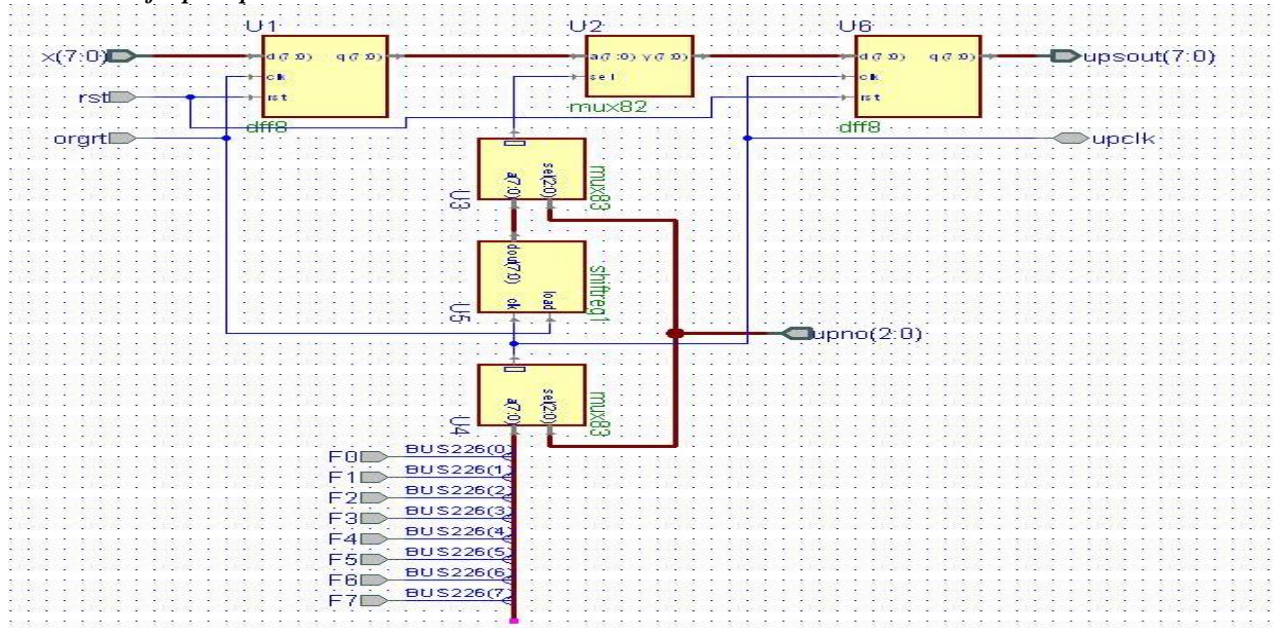 U1
U2
U6
x(7:0)
d(7:0) q(7:0)
clk
rst
dff8
a(7:0) y(7:0)
sel
mux82
d(7:0) q(7:0)
clk
rst
dff8
upsout(7:0)
rst
orgrt
upclk
a(7:0)
sel(2:0)
U3
mux83
dout(7:0)
clk
load
U5
shiftreg1
upno(2:0)
a(7:0)
sel(2:0)
U4
mux83
F0 BUS226(0)
F1 BUS226(1)
F2 BUS226(2)
F3 BUS226(3)
F4 BUS226(4)
F5 BUS226(5)
F6 BUS226(6)
F7 BUS226(7)